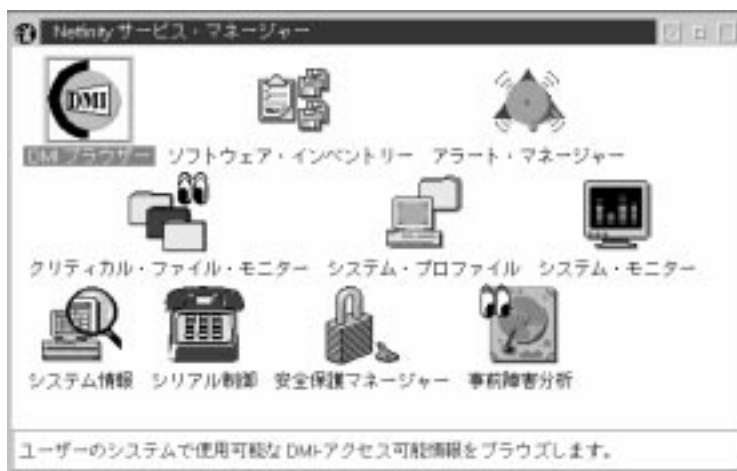 Netfinity サービス・マネージャー
DMI
DMI ブラウザー
ソフトウェア・インベントリー
アラート・マネージャー
クリティカル・ファイル・モニター
システム・プロファイル
システム・モニター
システム情報
シリアル制御
安全保護マネージャー
事前障害分析
ユーザーのシステムで使用可能な DMI-アクセス可能情報をブラウズします。